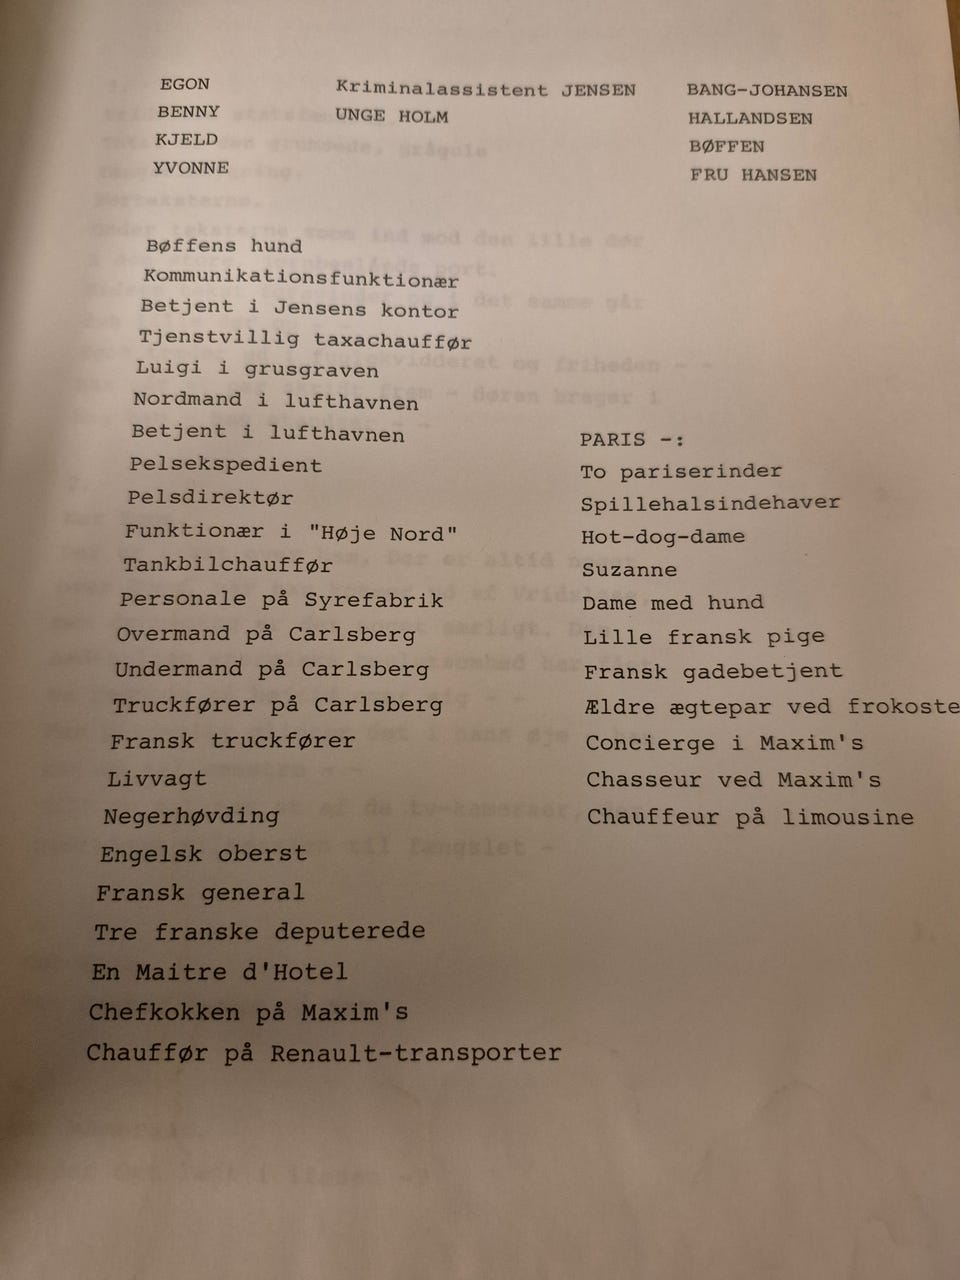 EGON
BENNY
KJELD
YVONNE
Kriminalassistent JENSEN
UNGE HOLM
BANG-JOHANSEN
HALLANDSEN
BØFFEN
FRU HANSEN
Bøffens hund
Kommunikationsfunktionær
Betjent i Jensens kontor
Tjenstvillig taxachauffør
Luigi i grusgraven
Nordmand i lufthavnen
Betjent i lufthavnen
Pelsekspedient
Pelsdirektør
Funktionær i "Høje Nord"
Tankbilchauffør
Personale på Syrefabrik
Overmand på Carlsberg
Undermand på Carlsberg
Truckfører på Carlsberg
Fransk truckfører
Livvagt
Negerhøvding
Engelsk oberst
Fransk general
Tre franske deputerede
En Maitre d'Hotel
Chefkokken på Maxim's
Chauffør på Renault-transporter
PARIS -:
To pariserinder
Spillehalsindehaver
Hot-dog-dame
Suzanne
Dame med hund
Lille fransk pige
Fransk gadebetjent
Ældre ægtepar ved frokoste
Concierge i Maxim's
Chasseur ved Maxim's
Chauffeur på limousine